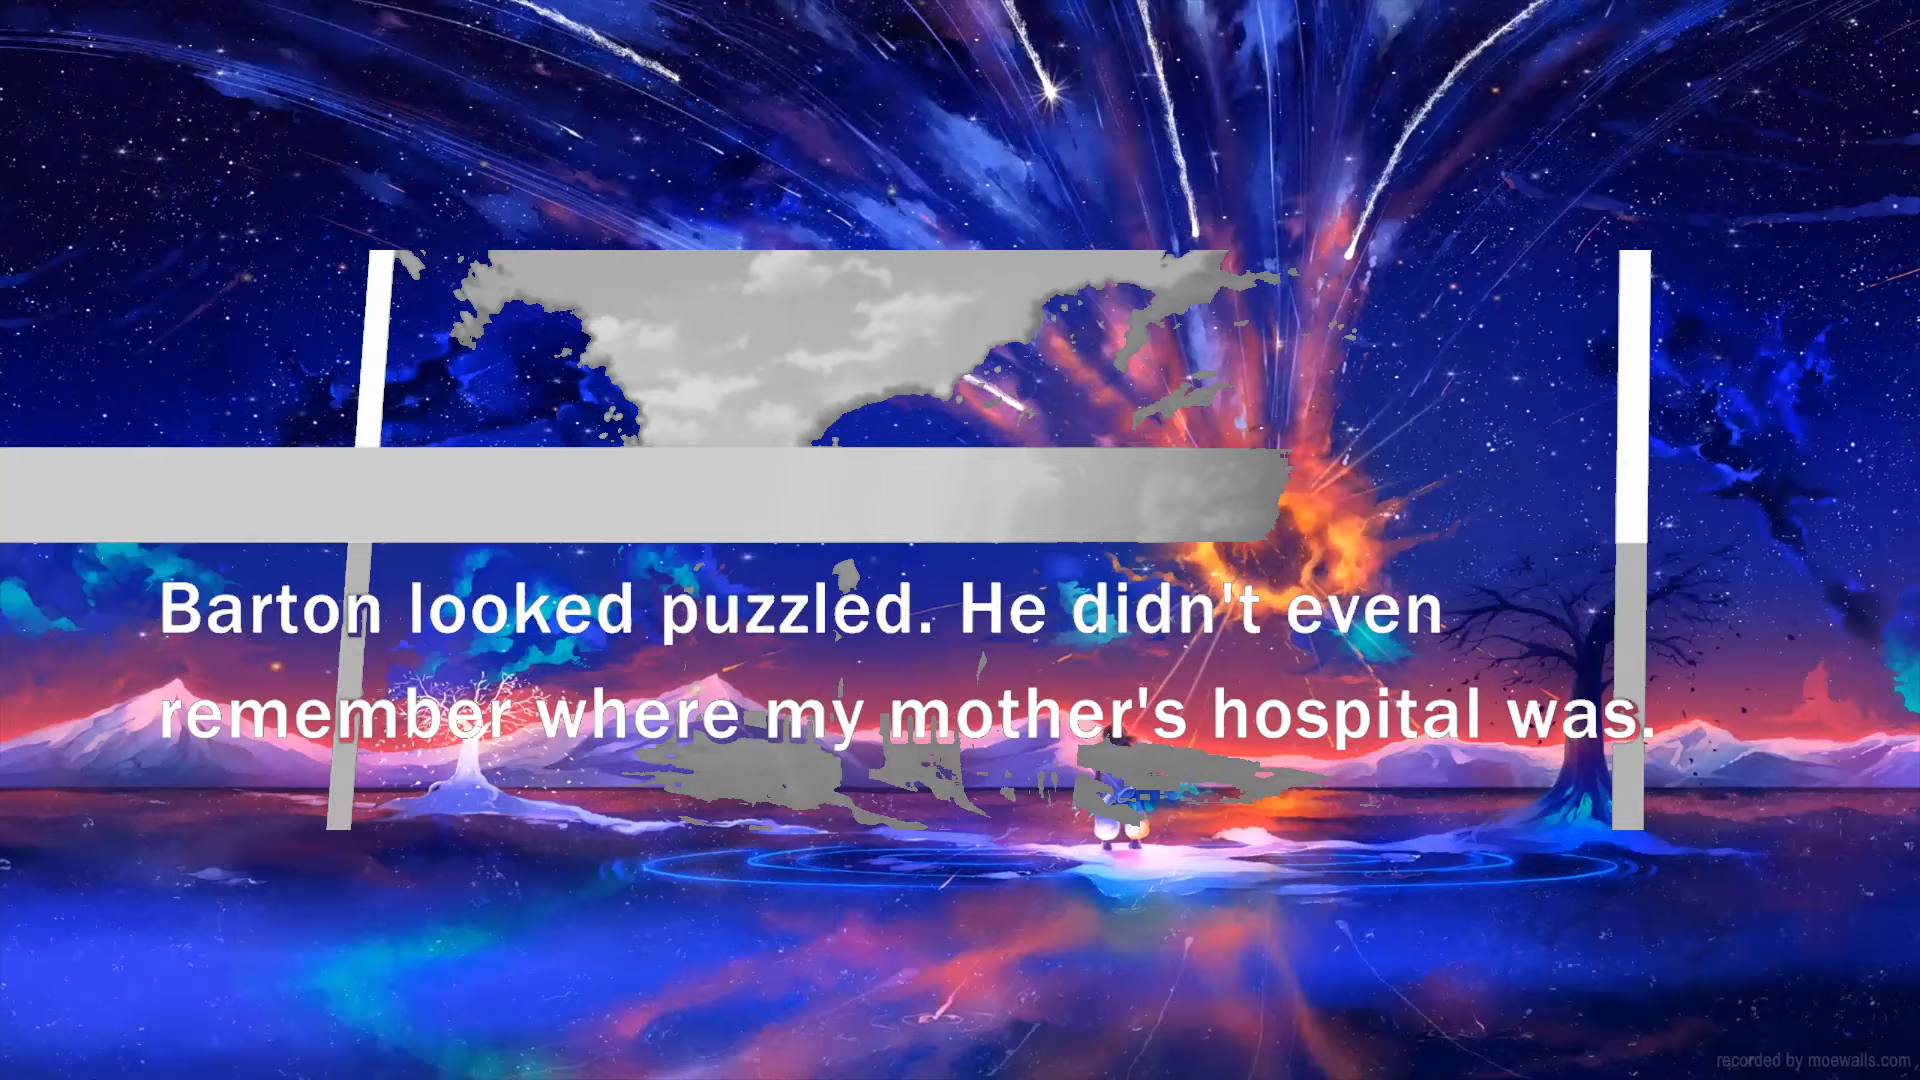 Barton looked puzzled. He didn't even
remember where my mother's hospital was.
recorded by moewalls.com